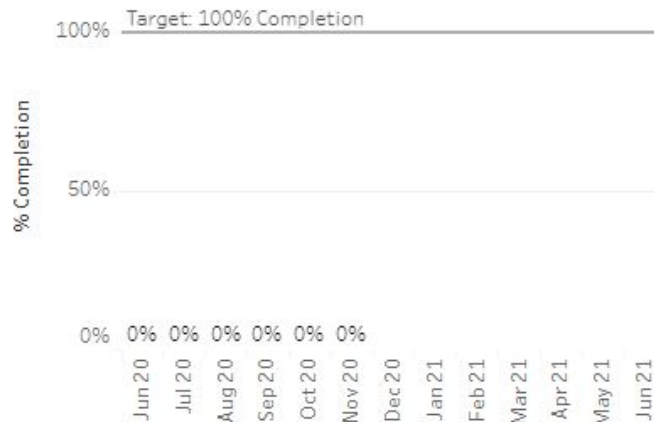 Target: 100% Completion
100%
% Completion
50%
0%
0% 0% 0% 0% 0% 0%
Jun 20
Jul 20
Aug 20
Sep 20
Oct 20
Nov 20
Dec 20
Jan 21
Feb 21
Mar 21
Apr 21
May 21
Jun 21